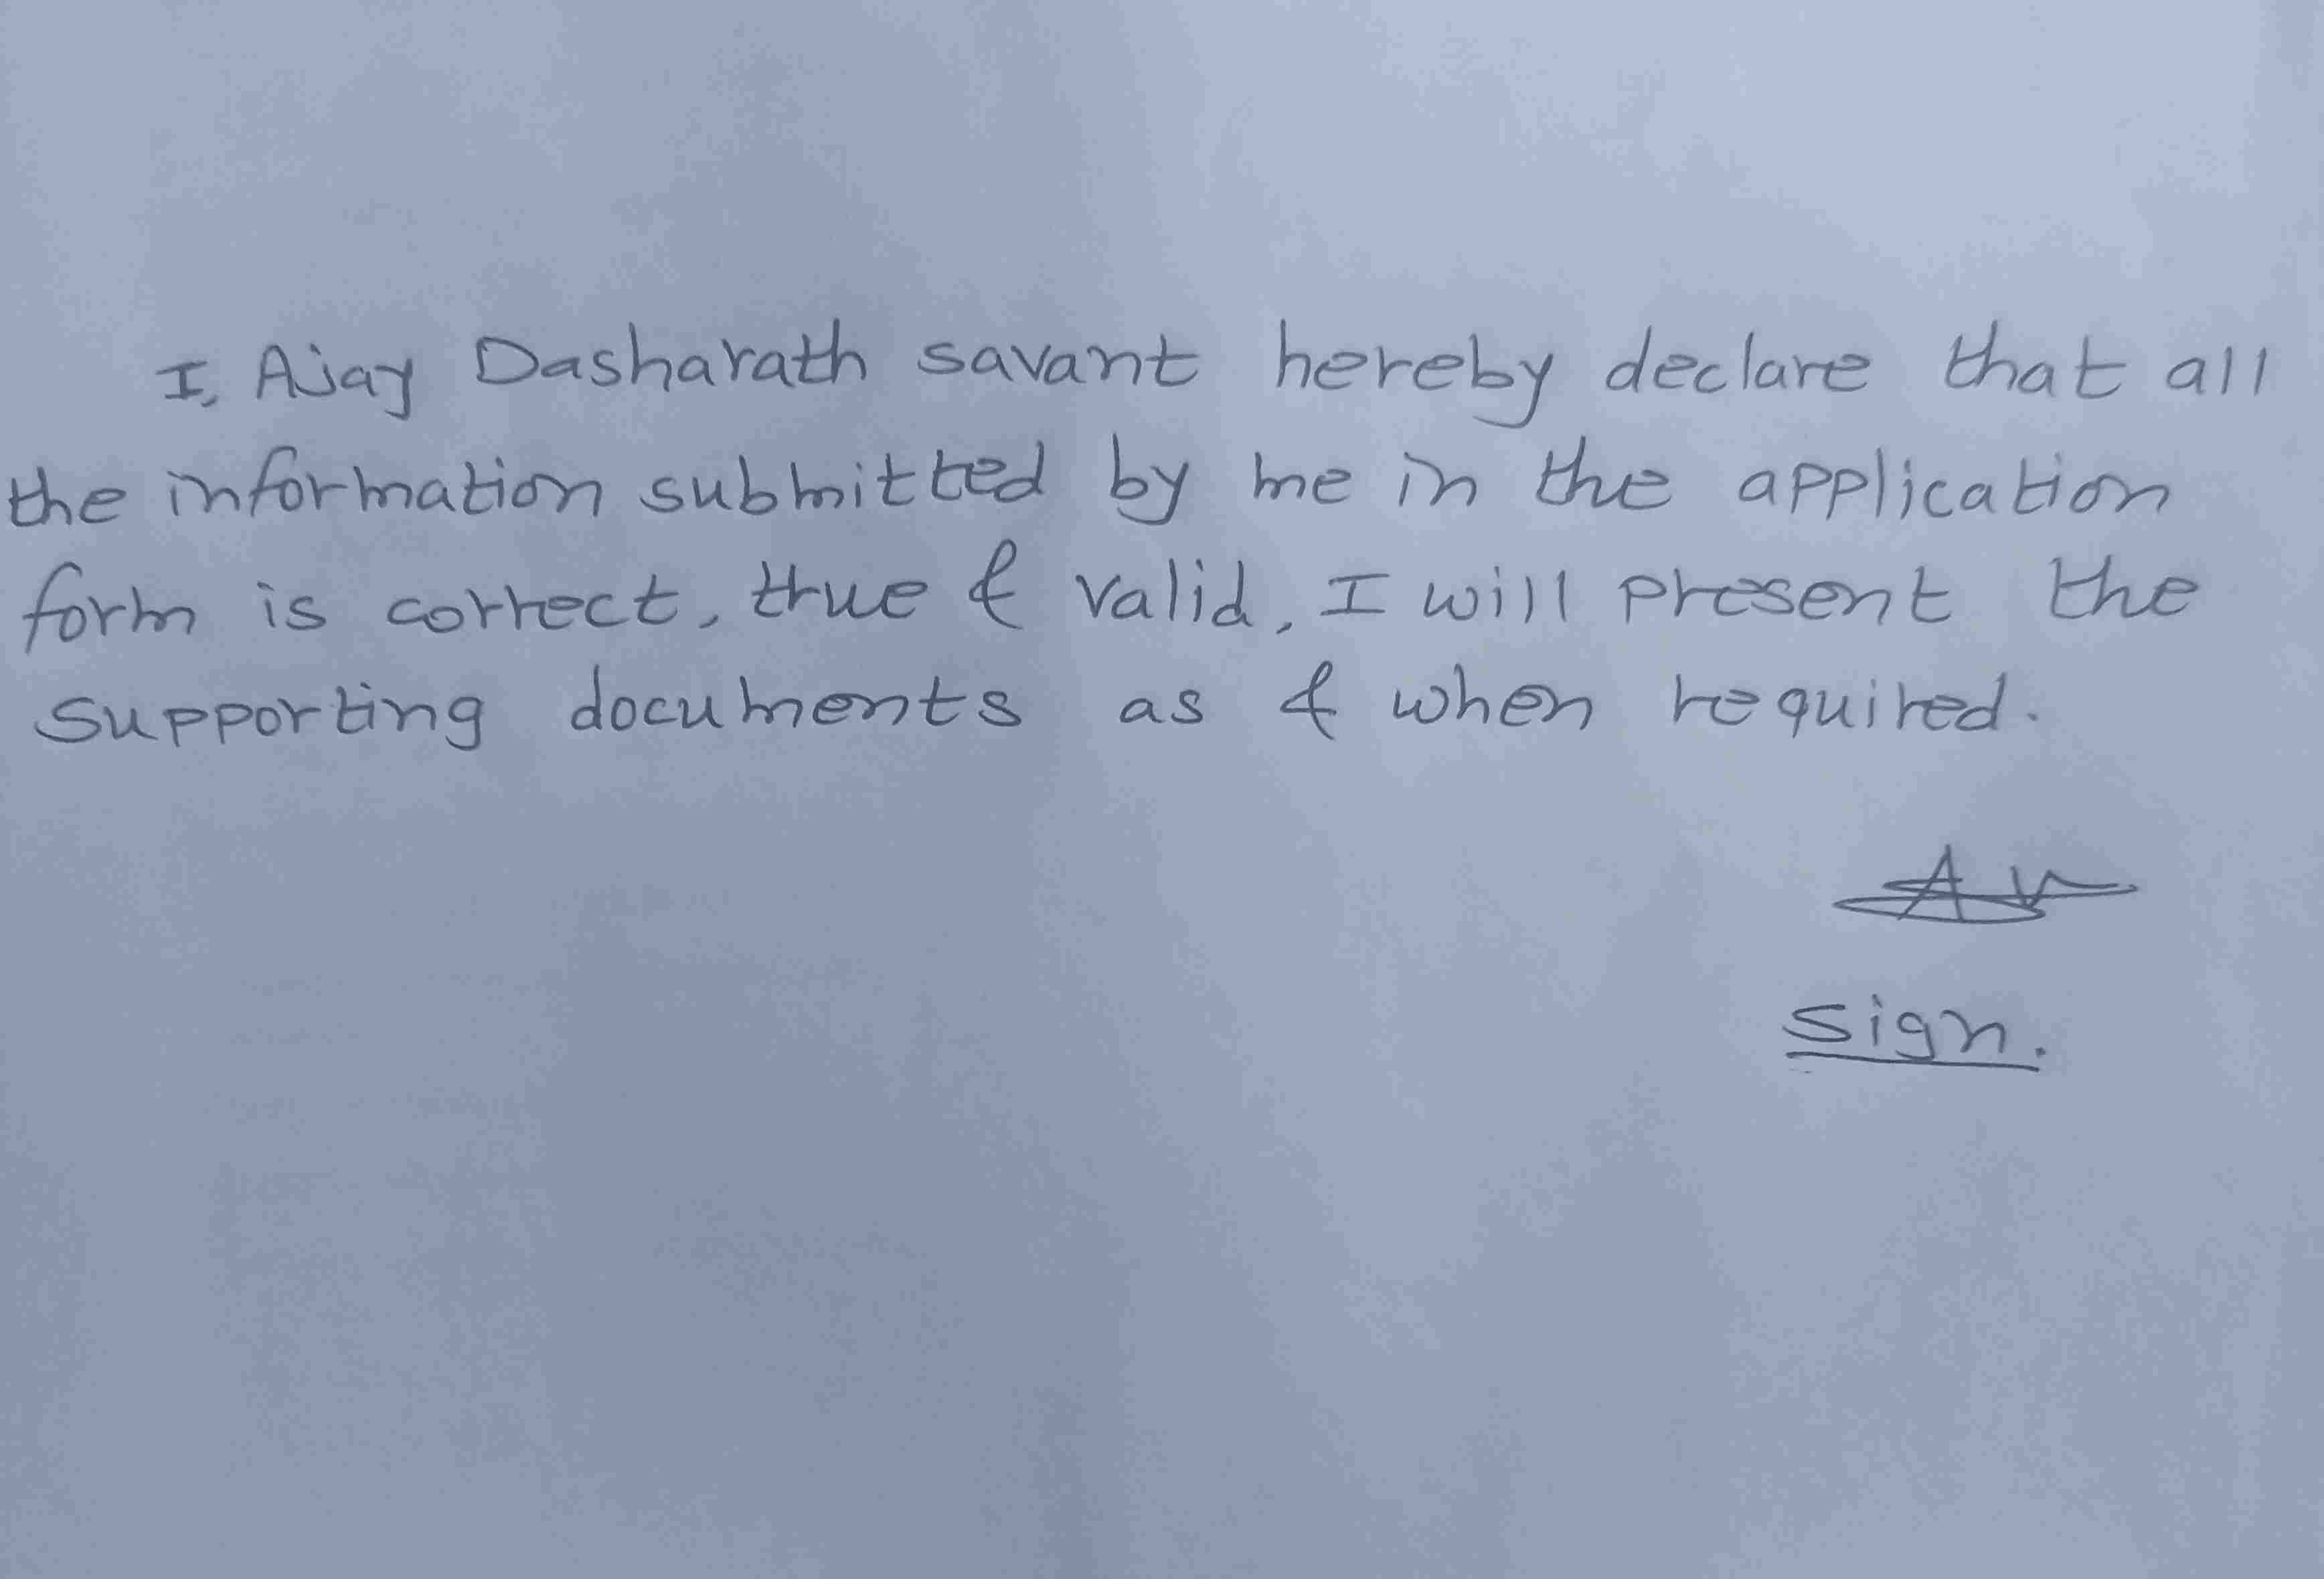 I, Ajay Dasharath savant hereby declare that all
the information submitted by me in the application
form is correct, true & valid, I will present the
supporting documents as & when required.
sign.